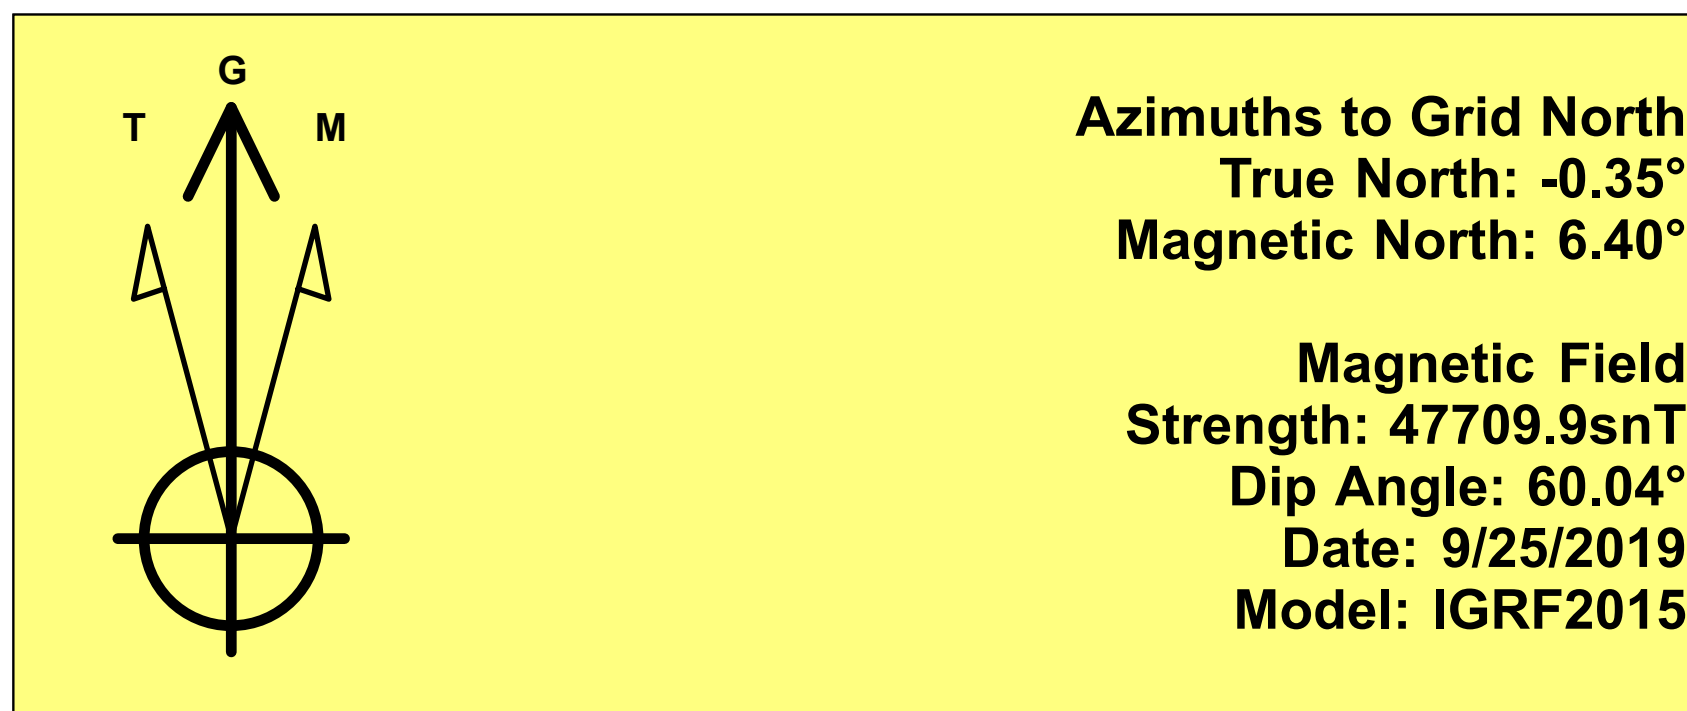 G
T M
Azimuths to Grid North
True North: -0.35°
Magnetic North: 6.40°
Magnetic Field
Strength: 47709.9snT
Dip Angle: 60.04°
Date: 9/25/2019
Model: IGRF2015